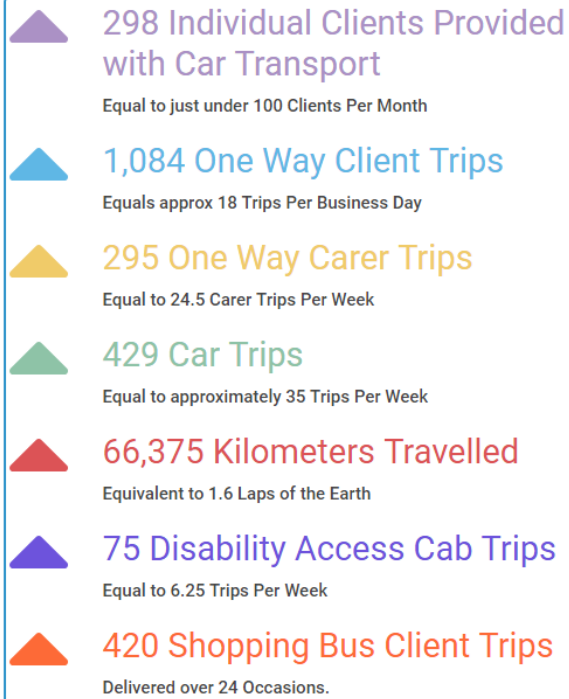 298 Individual Clients Provided
with Car Transport
Equal to just under 100 Clients Per Month
1,084 One Way Client Trips
Equals approx 18 Trips Per Business Day
295 One Way Carer Trips
Equal to 24.5 Carer Trips Per Week
429 Car Trips
Equal to approximately 35 Trips Per Week
66,375 Kilometers Travelled
Equivalent to 1.6 Laps of the Earth
75 Disability Access Cab Trips
Equal to 6.25 Trips Per Week
420 Shopping Bus Client Trips
Delivered over 24 Occasions.